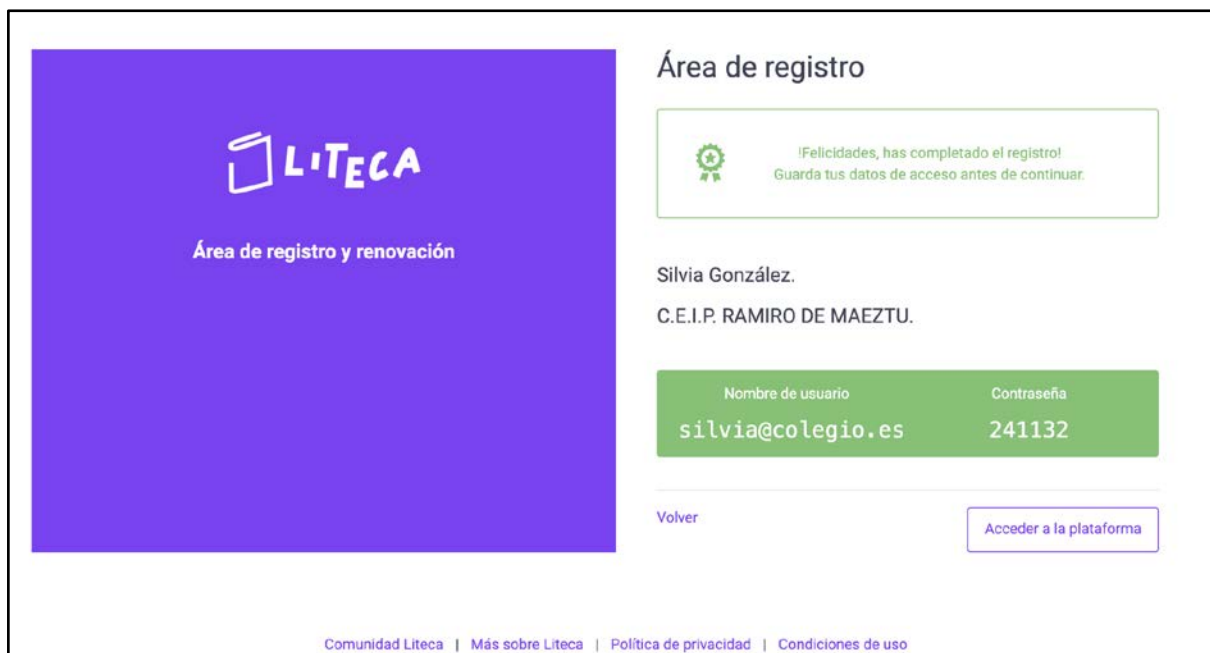 LITECA
Área de registro y renovación
Área de registro
!Felicidades, has completado el registro!
Guarda tus datos de acceso antes de continuar.
Silvia González.
C.E.I.P. RAMIRO DE MAEZTU.
Nombre de usuario Contraseña
silvia@colegio.es 241132
Volver Acceder a la plataforma
Comunidad Liteca | Más sobre Liteca | Política de privacidad | Condiciones de uso